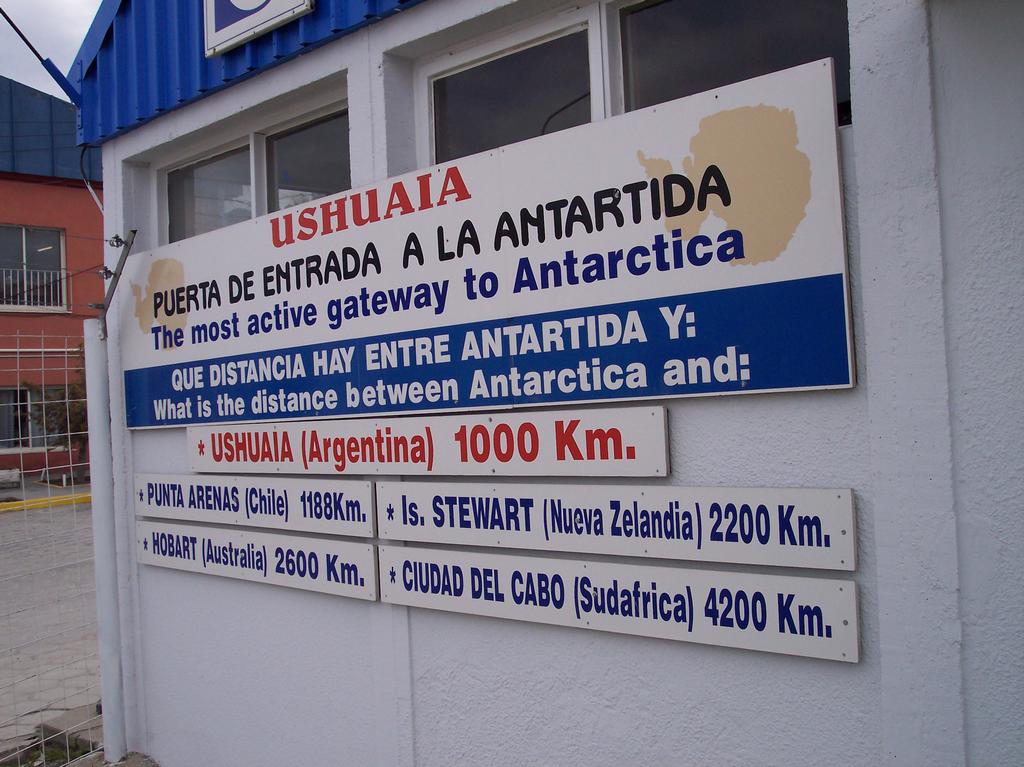 USHUAIA
PUERTA DE ENTRADA A LA ANTARTIDA
The most active gateway to Antarctica
QUE DISTANCIA HAY ENTRE ANTARTIDA Y:
What is the distance between Antarctica and:
* USHUAIA (Argentina) 1000 Km.
* PUNTA ARENAS (Chile) 1188Km.
* Is. STEWART (Nueva Zelandia) 2200 Km.
* HOBART (Australia) 2600 Km.
* CIUDAD DEL CABO (Sudafrica) 4200 Km.